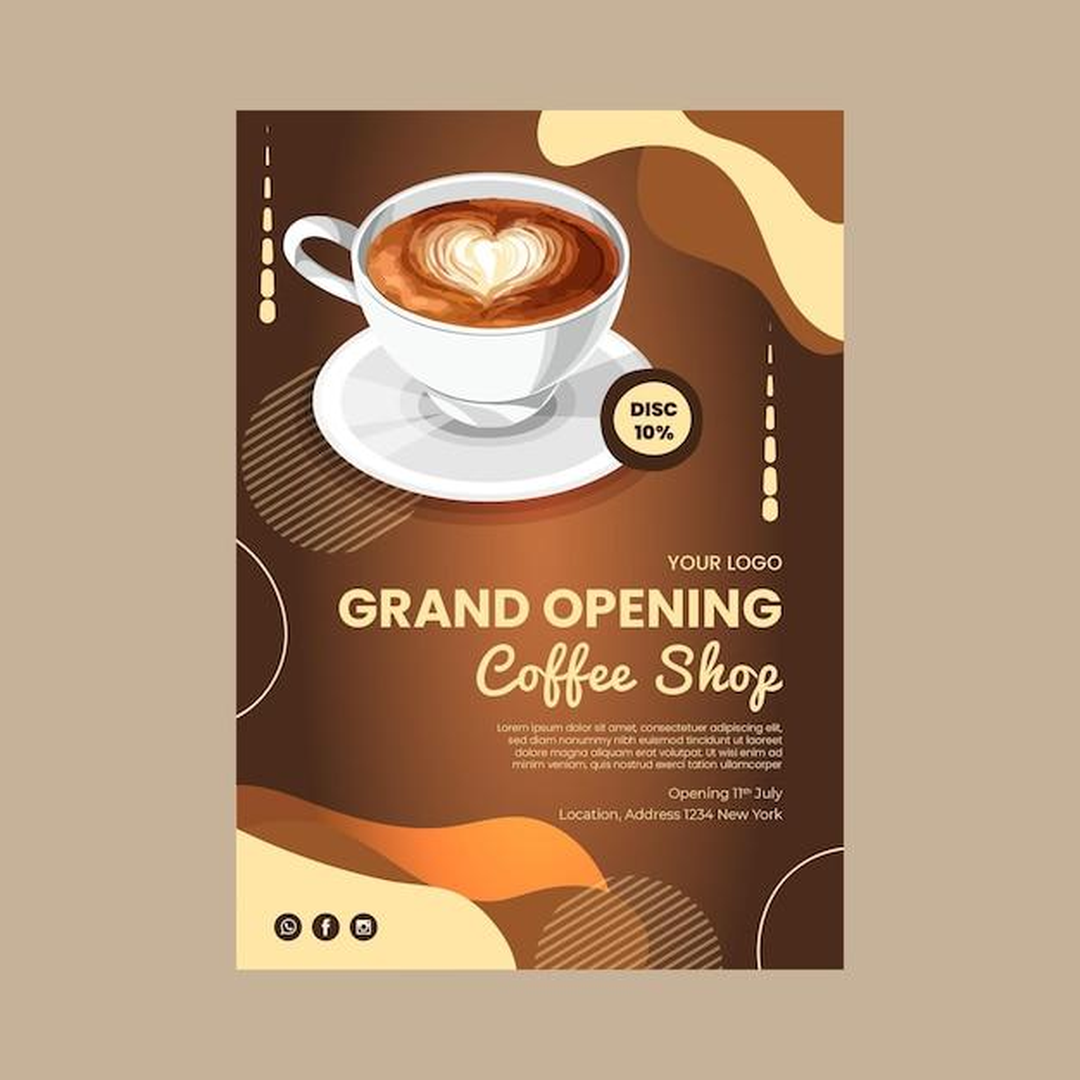 DISC
10%
YOUR LOGO
GRAND OPENING
Coffee Shop
Lorem ipsum dolor sit amet, consectetuer adipiscing elit,
sed diam nonummy nibh euismod tincidunt ut laoreet
dolore magna aliquam erat volutpat. Ut wisi enim ad
minim veniam, quis nostrud exerci tation ullamcorper
Opening 11th July
Location, Address 1234 New York